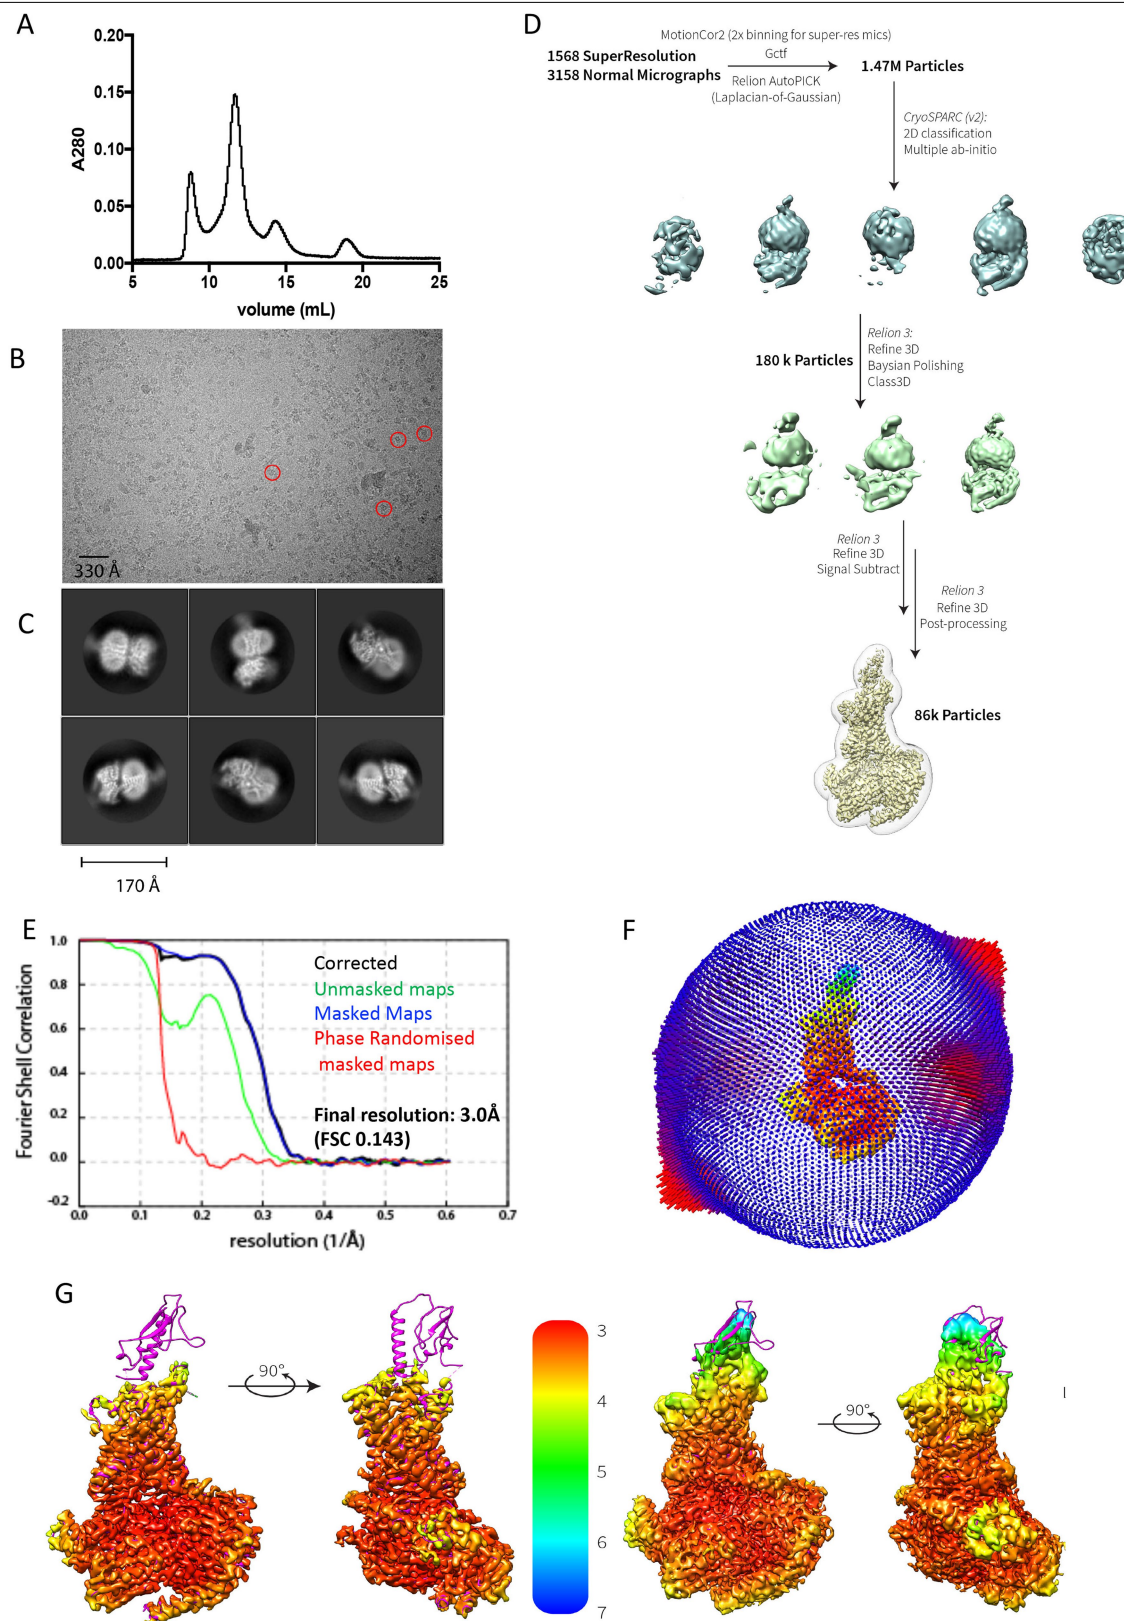 A
0.20
0.15
0.10
0.05
0.00
A280
5
10
15
20
25
volume (mL)
B
330 Å
C
170 Å
D
MotionCor2 (2x binning for super-res mics)
1568 SuperResolution
3158 Normal Micrographs
Gctf
Relion AutoPICK
(Laplacian-of-Gaussian)
1.47M Particles
CryoSPARC (v2):
2D classification
Multiple ab-initio
180 k Particles
Relion 3:
Refine 3D
Baysian Polishing
Class3D
Relion 3
Refine 3D
Signal Subtract
Relion 3
Refine 3D
Post-processing
86k Particles
E
1.0
0.8
0.6
0.4
0.2
0.0
-0.2
Fourier Shell Correlation
0.0
0.1
0.2
0.3
0.4
0.5
0.6
0.7
resolution (1/Å)
Corrected
Unmasked maps
Masked Maps
Phase Randomised
masked maps
Final resolution: 3.0Å
(FSC 0.143)
F
G
90°
3
4
5
6
7
90°
l